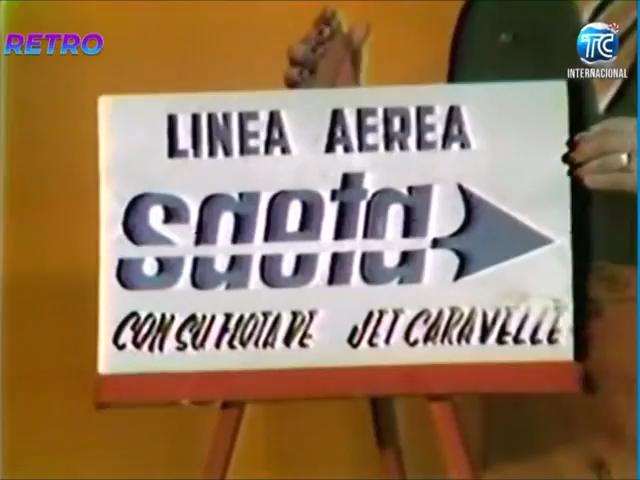 RETRO
TC
INTERNACIONAL
LINEA AEREA
saeta
CON SU FLOTA DE JET CARAVELLE